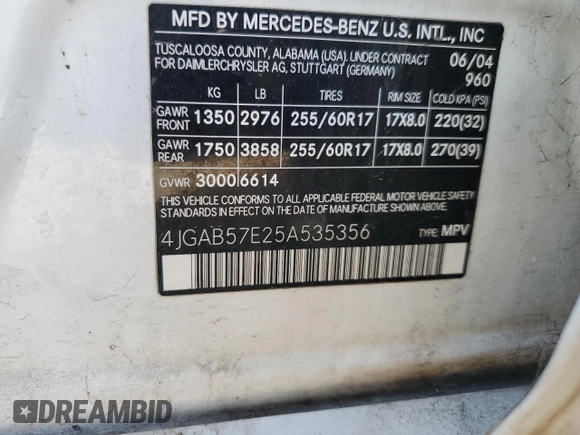 MFD BY MERCEDES-BENZ U.S. INTL., INC
TUSCALOOSA COUNTY, ALABAMA (USA). UNDER CONTRACT 06/04
FOR DAIMLERCHRYSLER AG, STUTTGART (GERMANY) 960
KG LB TIRES RIM SIZE COLD KPA (PSI)
GAWR FRONT 1350 2976 255/60R17 17X8.0 220(32)
GAWR REAR 1750 3858 255/60R17 17X8.0 270(39)
GVWR 3000 6614
THIS VEHICLE CONFORMS TO ALL APPLICABLE FEDERAL MOTOR VEHICLE SAFETY
STANDARDS IN EFFECT ON THE DATE OF MANUFACTURE SHOWN ABOVE.
4JGAB57E25A535356 TYPE: MPV
DREAMBID